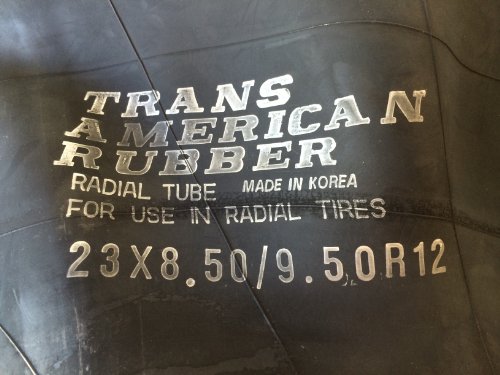 TRANS
AMERICAN
RUBBER
RADIAL TUBE MADE IN KOREA
FOR USE IN RADIAL TIRES
23X8.50/9.50R12